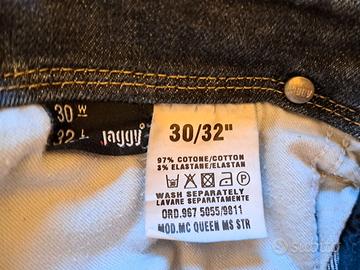 30 W
32 L
Jaggy
30/32"
97% COTONE/COTTON
3% ELASTANE/ELASTAN
WASH SEPARATELY
LAVARE SEPARATAMENTE
ORD.967 5055/9811
MOD.MC QUEEN MS STR
subito